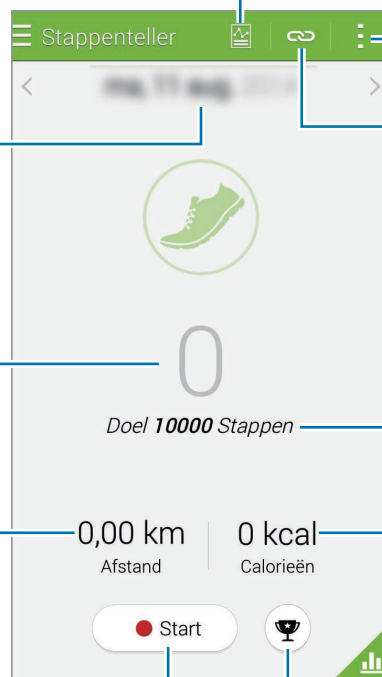 Stappenteller
0
Doel 10000 Stappen
0,00 km 0 kcal
Afstand Calorieën
Start